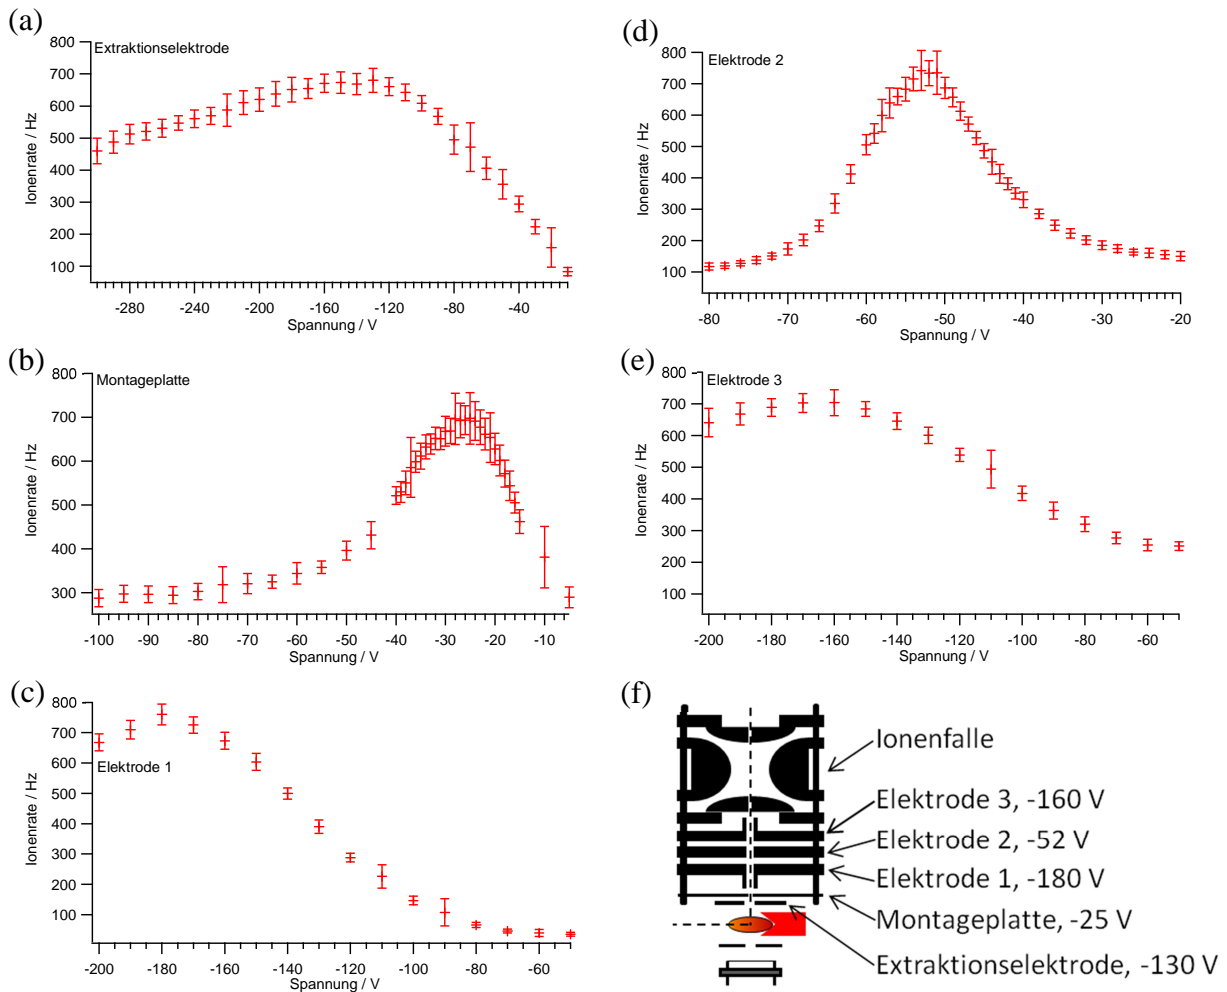 (a)
Extraktionselektrode
Ionenrate / Hz
800
700
600
500
400
300
200
100
-280 -240 -200 -160 -120 -80 -40
Spannung / V
(b)
Montageplatte
Ionenrate / Hz
800
700
600
500
400
300
-100 -90 -80 -70 -60 -50 -40 -30 -20 -10
Spannung / V
(c)
Elektrode 1
Ionenrate / Hz
800
700
600
500
400
300
200
100
-200 -180 -160 -140 -120 -100 -80 -60
Spannung / V
(d)
Elektrode 2
Ionenrate / Hz
800
700
600
500
400
300
200
100
-80 -70 -60 -50 -40 -30 -20
Spannung / V
(e)
Elektrode 3
Ionenrate / Hz
800
700
600
500
400
300
200
100
-200 -180 -160 -140 -120 -100 -80 -60
Spannung / V
(f)
Ionenfalle
Elektrode 3, -160 V
Elektrode 2, -52 V
Elektrode 1, -180 V
Montageplatte, -25 V
Extraktionselektrode, -130 V